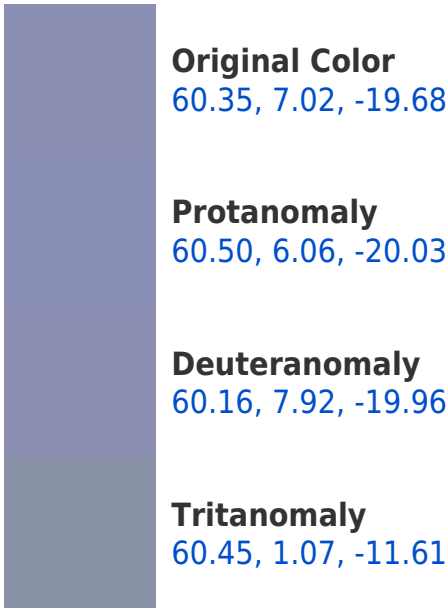 Original Color
60.35, 7.02, -19.68
Protanomaly
60.50, 6.06, -20.03
Deuteranomaly
60.16, 7.92, -19.96
Tritanomaly
60.45, 1.07, -11.61